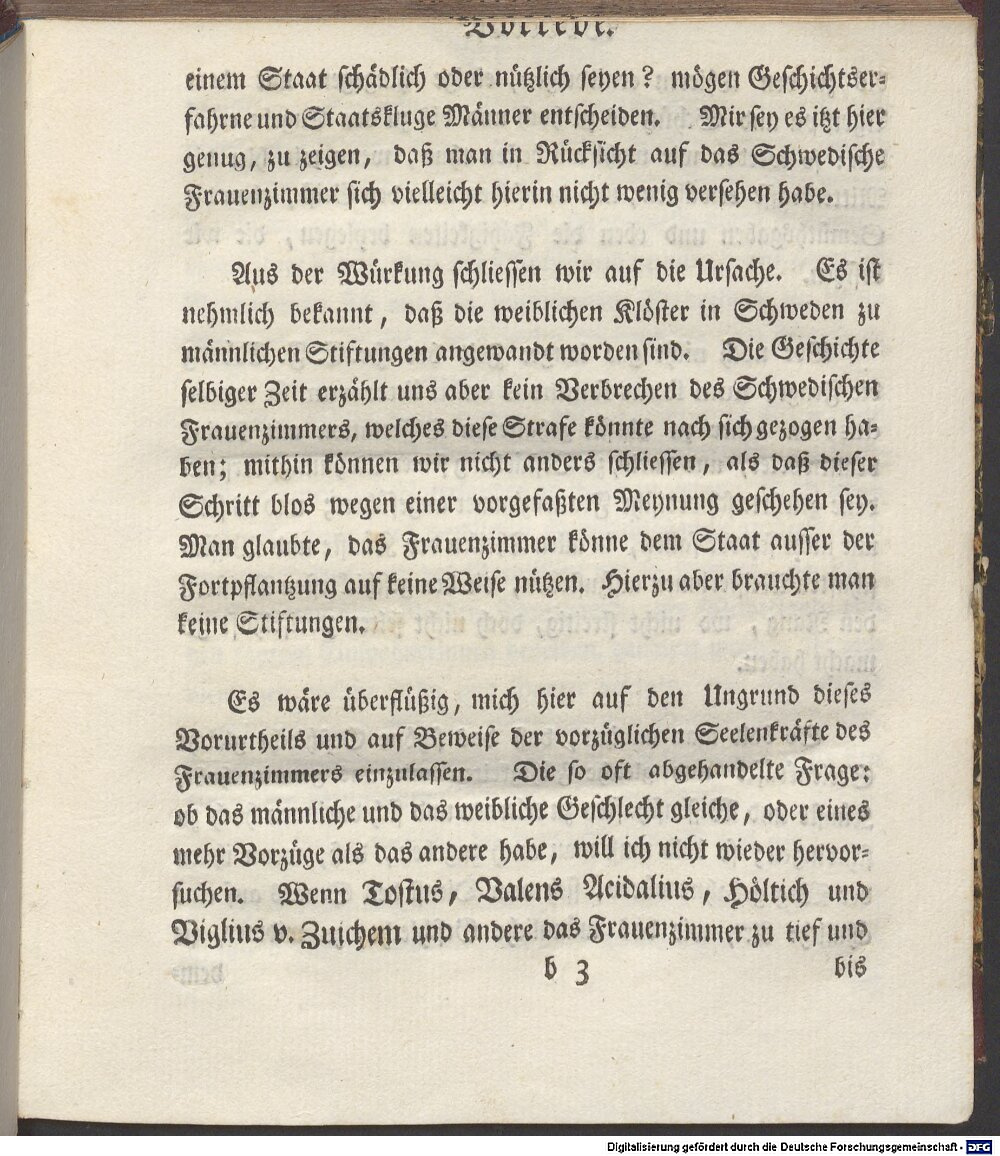 Vorrede.
einem Staat schädlich oder nützlich seyen? mögen Geschichtser-
fahrne und Staatskluge Männer entscheiden. Mir sey es itzt hier
genug, zu zeigen, daß man in Rücksicht auf das Schwedische
Frauenzimmer sich vielleicht hierin nicht wenig versehen habe.
Aus der Würkung schliessen wir auf die Ursache. Es ist
nehmlich bekannt, daß die weiblichen Klöster in Schweden zu
männlichen Stiftungen angewandt worden sind. Die Geschichte
selbiger Zeit erzählt uns aber kein Verbrechen des Schwedischen
Frauenzimmers, welches diese Strafe könnte nach sich gezogen ha-
ben; mithin können wir nicht anders schliessen, als daß dieser
Schritt blos wegen einer vorgefaßten Meynung geschehen sey.
Man glaubte, das Frauenzimmer könne dem Staat ausser der
Fortpflantzung auf keine Weise nützen. Hierzu aber brauchte man
keine Stiftungen.
Es wäre überflüßig, mich hier auf den Ungrund dieses
Vorurtheils und auf Beweise der vorzüglichen Seelenkräfte des
Frauenzimmers einzulassen. Die so oft abgehandelte Frage:
ob das männliche und das weibliche Geschlecht gleiche, oder eines
mehr Vorzüge als das andere habe, will ich nicht wieder hervor-
suchen. Wenn Tostus, Valens Acidalius, Höltich und
Viglius v. Zuichem und andere das Frauenzimmer zu tief und
b 3 bis
Digitalisierung gefördert durch die Deutsche Forschungsgemeinschaft - DFG